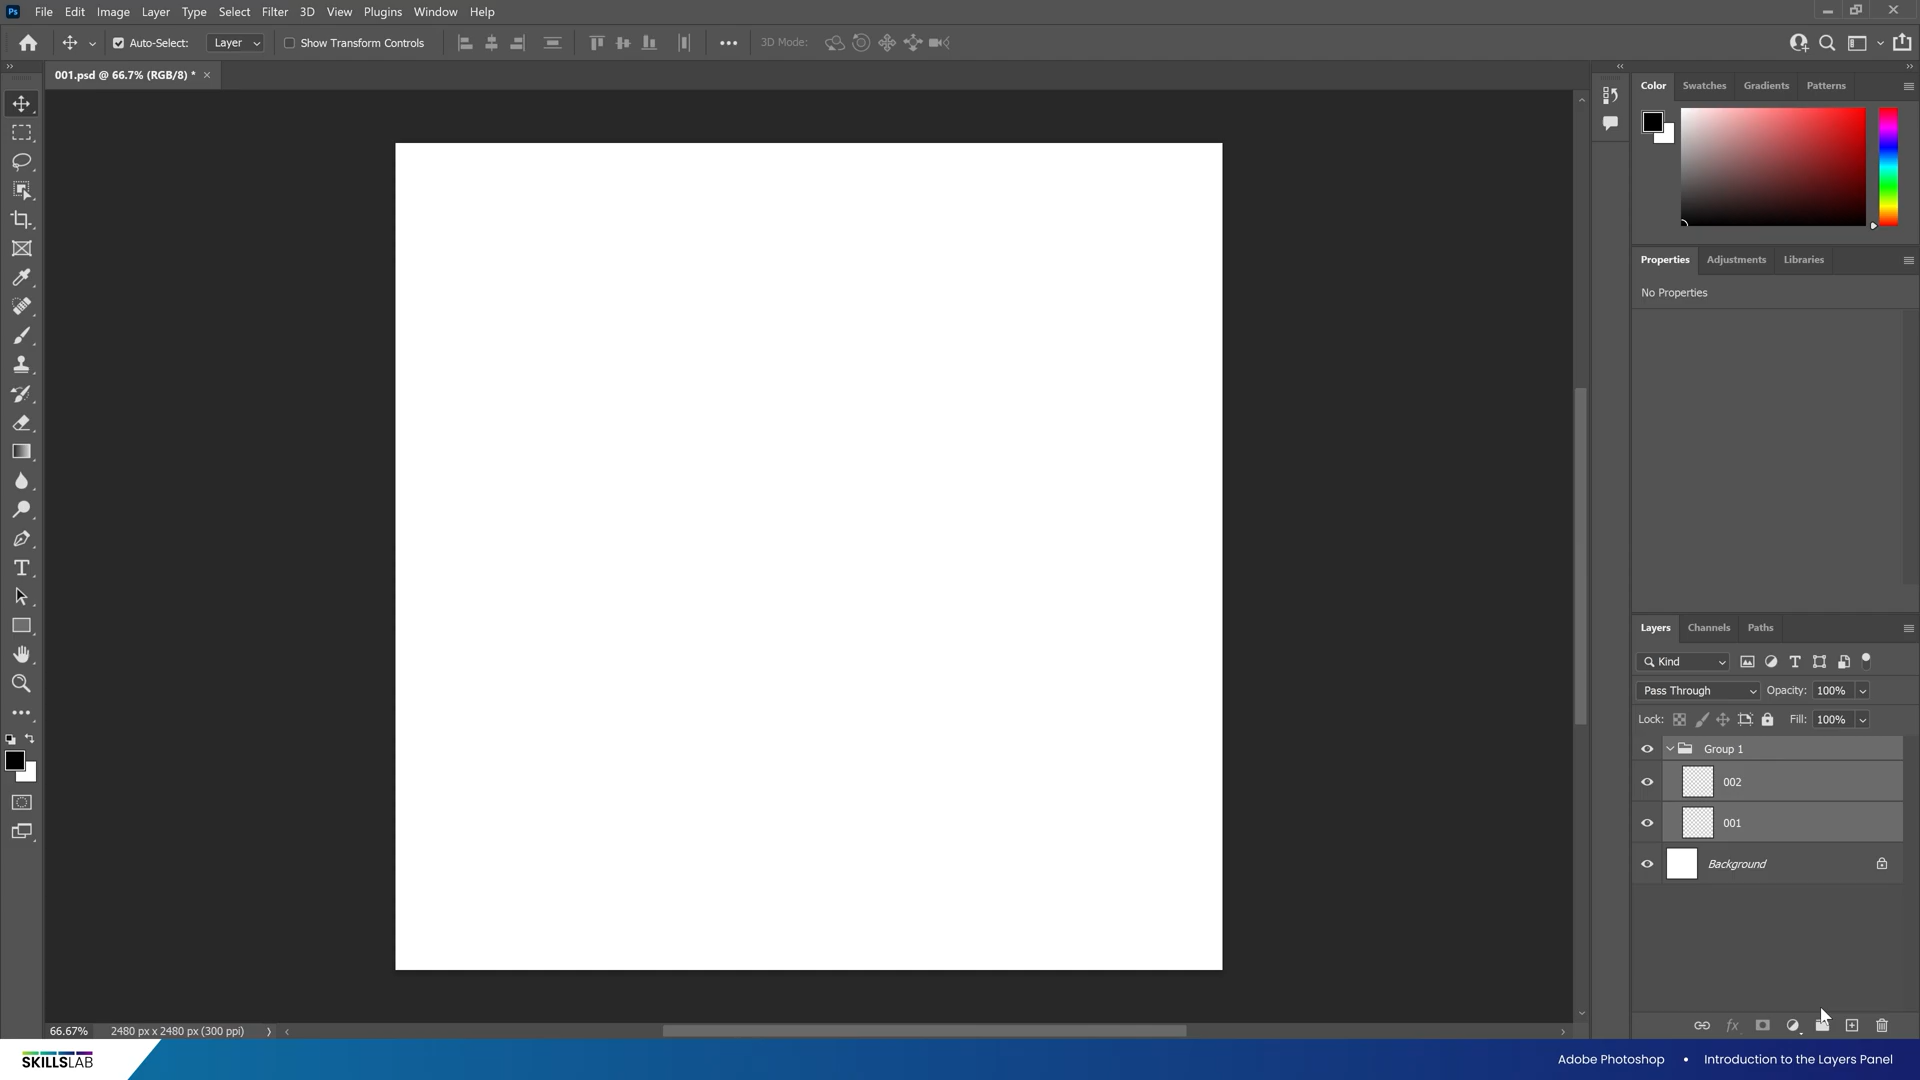 Ps File Edit Image Layer Type Select Filter 3D View Plugins Window Help
Auto-Select: Layer Show Transform Controls 3D Mode:
001.psd @ 66.7% (RGB/8) *
Color Swatches Gradients Patterns
Properties Adjustments Libraries
No Properties
Layers Channels Paths
Kind
Pass Through Opacity: 100%
Lock: Fill: 100%
Group 1
002
001
Background
fx
66.67% 2480 px x 2480 px (300 ppi)
SKILLSLAB
Adobe Photoshop • Introduction to the Layers Panel